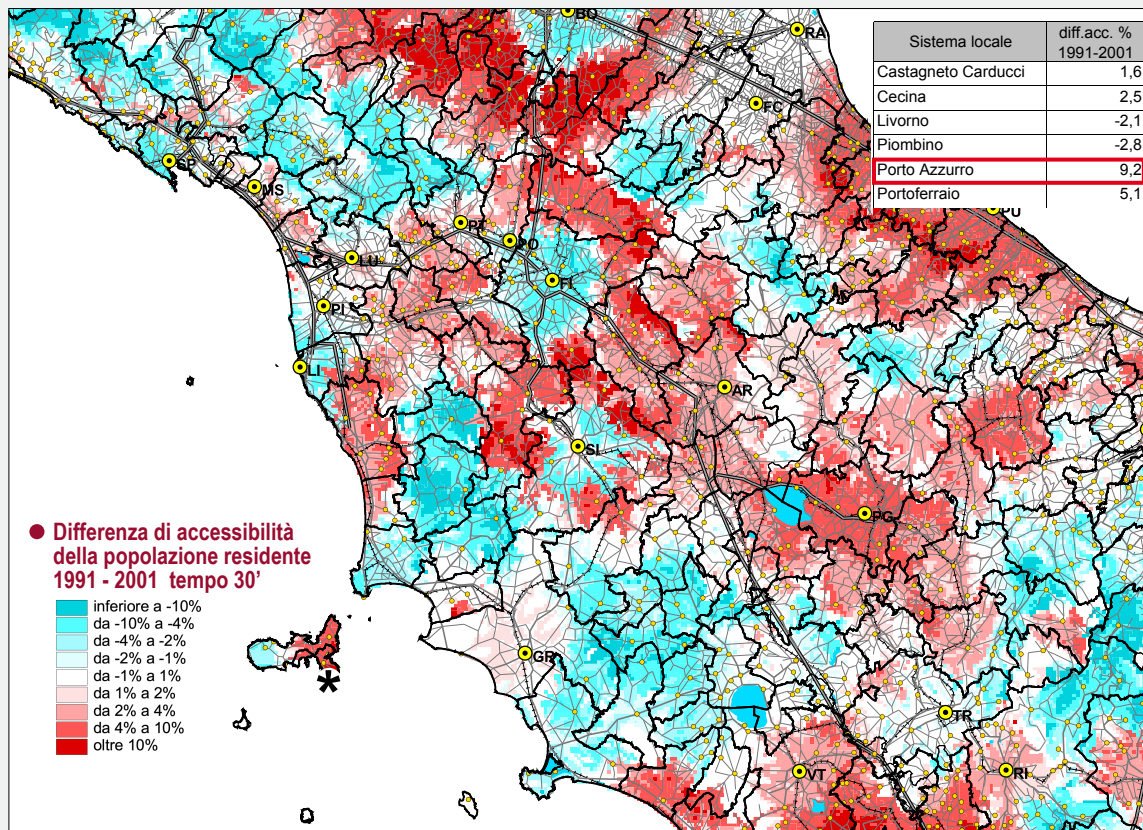 Sistema locale diff.acc. % 1991-2001
Castagneto Carducci 1,6
Cecina 2,5
Livorno -2,1
Piombino -2,8
Porto Azzurro 9,2
Portoferraio 5,1
BO
RA
FC
SP
MS
PT
PO
LU
FI
PI
LI
AR
SI
PU
PG
GR
TR
VT
RI
Differenza di accessibilità
della popolazione residente
1991 - 2001 tempo 30’
inferiore a -10%
da -10% a -4%
da -4% a -2%
da -2% a -1%
da -1% a 1%
da 1% a 2%
da 2% a 4%
da 4% a 10%
oltre 10%
*